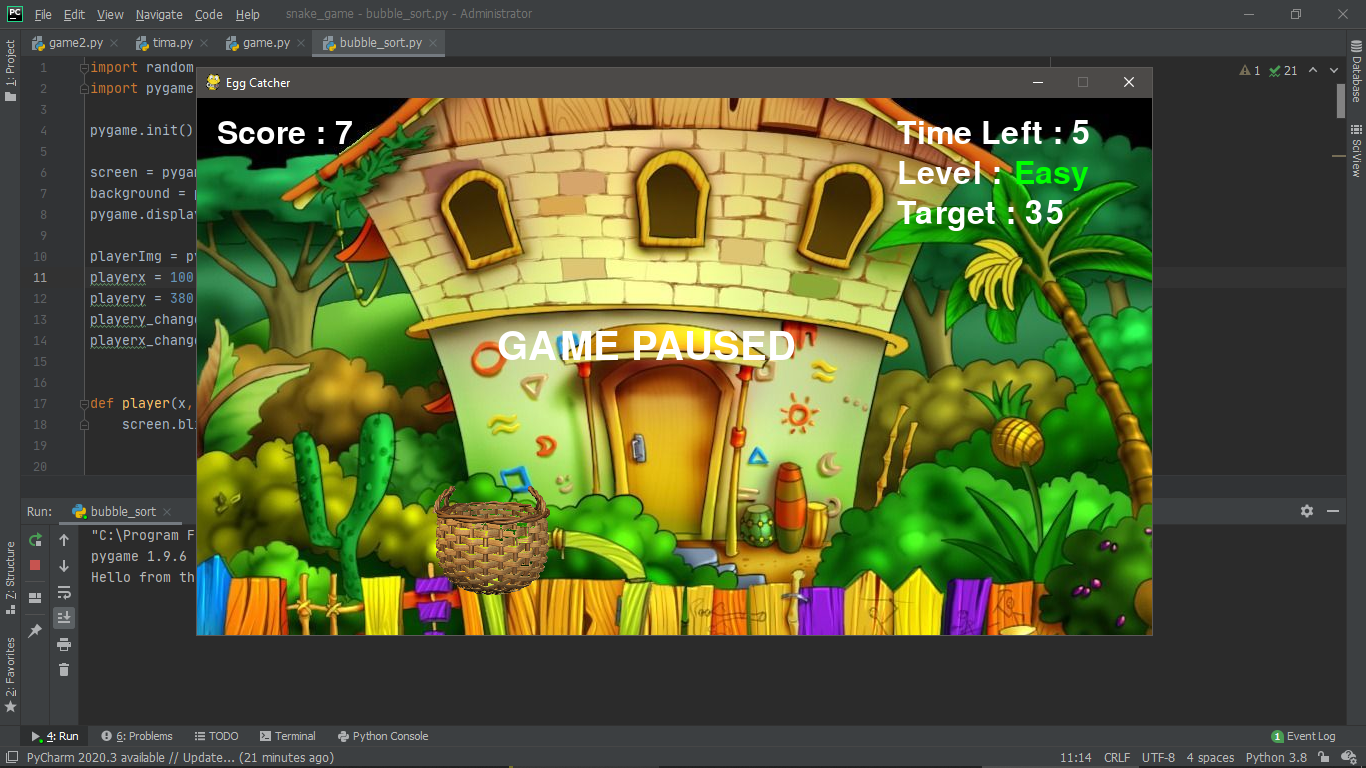 PC File Edit View Navigate Code Help snake_game - bubble_sort.py - Administrator
game2.py tima.py game.py bubble_sort.py
1: Project
Database
SciView
1 21
1 import random
2 import pygame
3
4 pygame.init()
5
6 screen = pygam
7 background = p
8 pygame.display
9
10 playerImg = py
11 playerx = 100
12 playery = 380
13 playery_change
14 playerx_change
15
16
17 def player(x,
18 screen.bli
19
20
Egg Catcher
Score : 7
Time Left : 5
Level : Easy
Target : 35
GAME PAUSED
Run: bubble_sort
"C:\Program F
pygame 1.9.6
Hello from th
Z: Structure
2: Favorites
4: Run 6: Problems TODO Terminal Python Console 1 Event Log
PyCharm 2020.3 available // Update... (21 minutes ago) 11:14 CRLF UTF-8 4 spaces Python 3.8